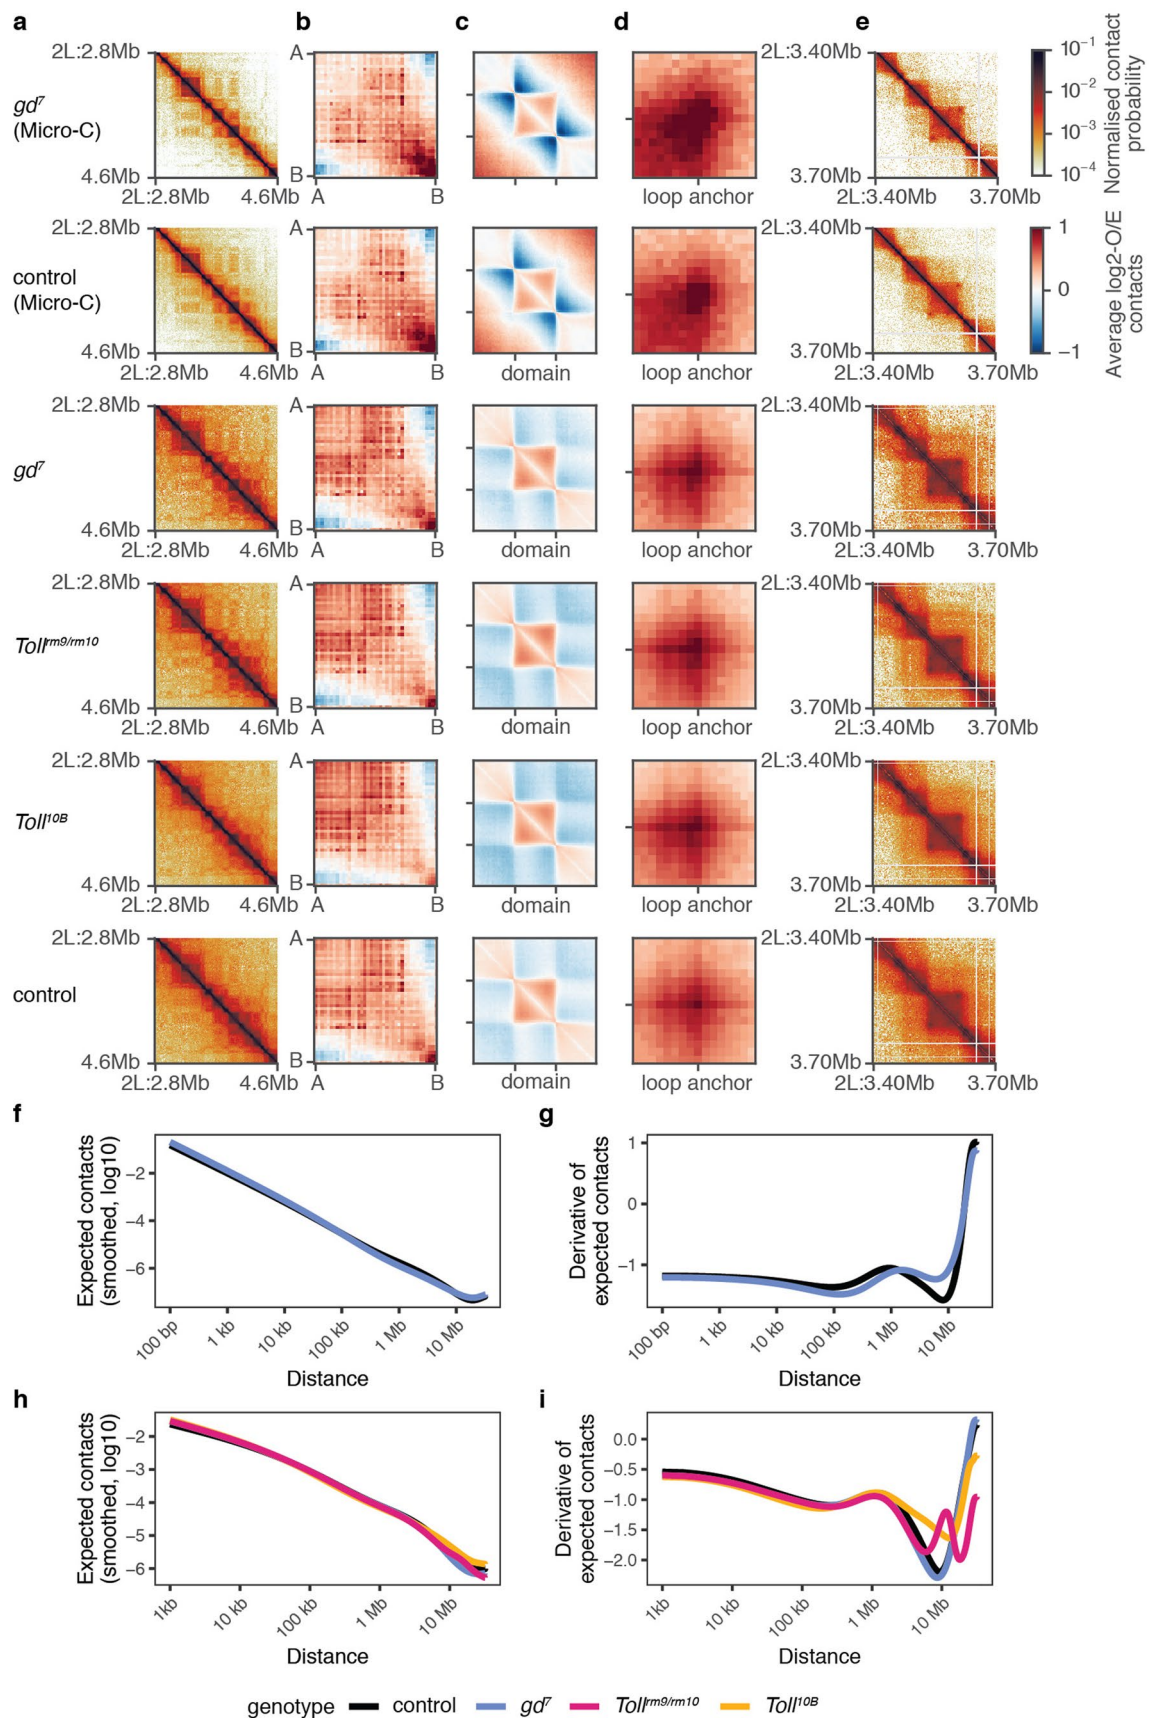 a b c d e
gd⁷
(Micro-C)
2L:2.8Mb
4.6Mb
2L:2.8Mb 4.6Mb
A
B
A B
loop anchor
2L:3.40Mb
3.70Mb
2L:3.40Mb 3.70Mb
10⁻¹
10⁻²
10⁻³
10⁻⁴
Normalised contact
probability
control
(Micro-C)
2L:2.8Mb
4.6Mb
2L:2.8Mb 4.6Mb
A
B
A B
domain
loop anchor
2L:3.40Mb
3.70Mb
2L:3.40Mb 3.70Mb
1
0
−1
Average log2-O/E
contacts
gd⁷
2L:2.8Mb
4.6Mb
2L:2.8Mb 4.6Mb
A
B
A B
domain
loop anchor
2L:3.40Mb
3.70Mb
2L:3.40Mb 3.70Mb
Toll^rm9/rm10
2L:2.8Mb
4.6Mb
2L:2.8Mb 4.6Mb
A
B
A B
domain
loop anchor
2L:3.40Mb
3.70Mb
2L:3.40Mb 3.70Mb
Toll^10B
2L:2.8Mb
4.6Mb
2L:2.8Mb 4.6Mb
A
B
A B
domain
loop anchor
2L:3.40Mb
3.70Mb
2L:3.40Mb 3.70Mb
control
2L:2.8Mb
4.6Mb
2L:2.8Mb 4.6Mb
A
B
A B
domain
loop anchor
2L:3.40Mb
3.70Mb
2L:3.40Mb 3.70Mb
f
Expected contacts
(smoothed, log10)
−2
−4
−6
100 bp 1 kb 10 kb 100 kb 1 Mb 10 Mb
Distance
g
Derivative of
expected contacts
1
0
−1
100 bp 1 kb 10 kb 100 kb 1 Mb 10 Mb
Distance
h
Expected contacts
(smoothed, log10)
−2
−3
−4
−5
−6
1kb 10 kb 100 kb 1 Mb 10 Mb
Distance
i
Derivative of
expected contacts
0.0
−0.5
−1.0
−1.5
−2.0
1kb 10 kb 100 kb 1 Mb 10 Mb
Distance
genotype control gd⁷ Toll^rm9/rm10 Toll^10B